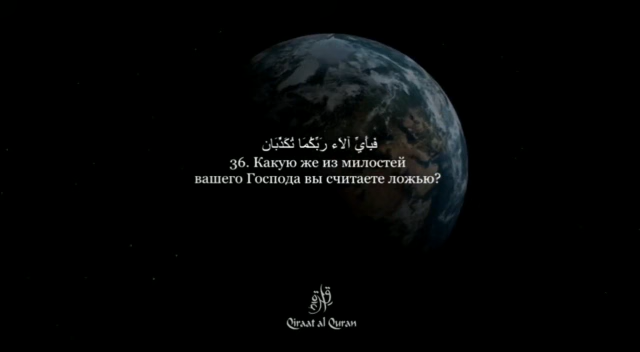 فَبِأَيِّ آلَاءِ رَبِّكُمَا تُكَذِّبَانِ
36. Какую же из милостей
вашего Господа вы считаете ложью?
Qiraat al Quran